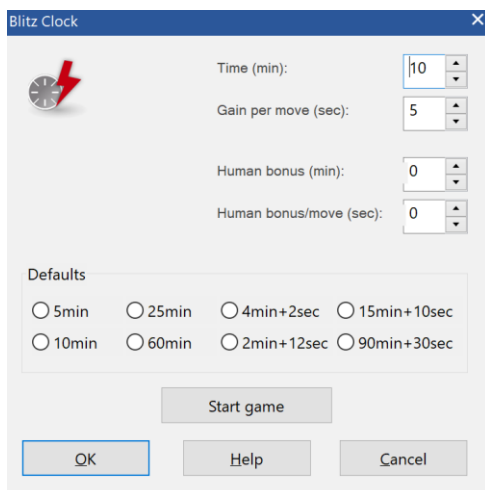 Blitz Clock
Time (min): 10
Gain per move (sec): 5
Human bonus (min): 0
Human bonus/move (sec): 0
Defaults
5min 25min 4min+2sec 15min+10sec
10min 60min 2min+12sec 90min+30sec
Start game
OK Help Cancel